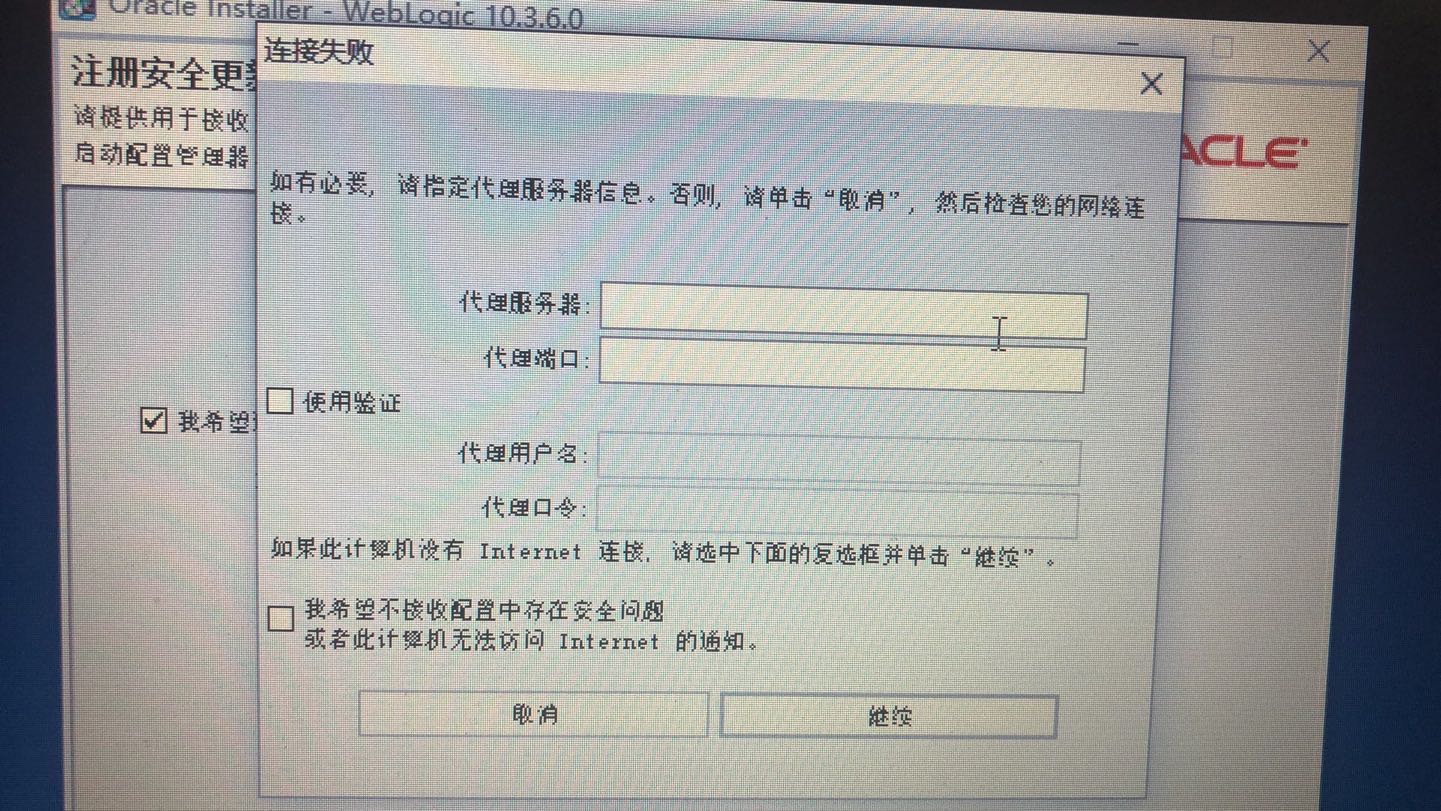 Oracle Installer - WebLogic 10.3.6.0
连接失败
注册安全更新
请提供用于接收
启动配置管理器
ACLE
如有必要，请指定代理服务器信息。否则，请单击“取消”，然后检查您的网络连
接。
代理服务器:
代理端口:
使用验证
我希望
代理用户名:
代理口令:
如果此计算机没有 Internet 连接，请选中下面的复选框并单击“继续”。
我希望不接收配置中存在安全问题
或者此计算机无法访问 Internet 的通知。
取消
继续